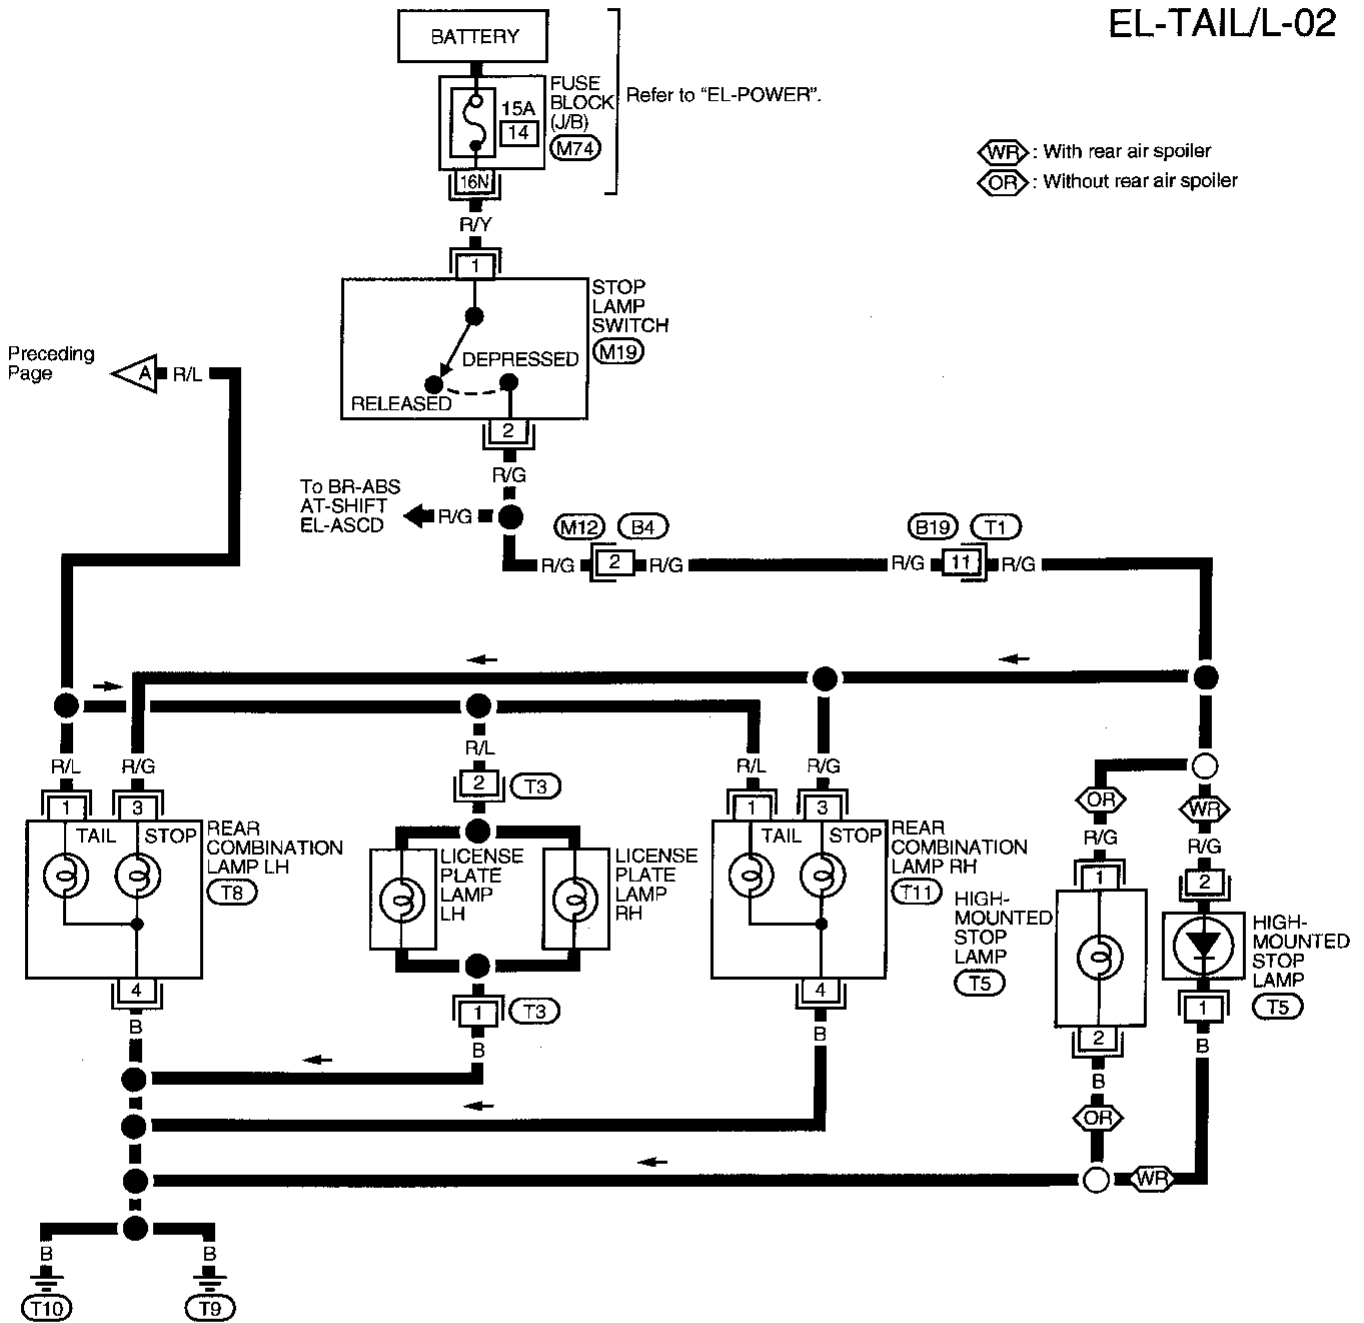 EL-TAIL/L-02
BATTERY
FUSE
BLOCK
(J/B)
M74
15A
14
Refer to "EL-POWER".
16N
R/Y
WR : With rear air spoiler
OR : Without rear air spoiler
1
STOP
LAMP
SWITCH
M19
DEPRESSED
RELEASED
2
R/G
Preceding
Page
A
R/L
To BR-ABS
AT-SHIFT
EL-ASCD
R/G
M12
B4
R/G
2
R/G
B19
T1
R/G
11
R/G
R/L
R/G
1
3
TAIL
STOP
REAR
COMBINATION
LAMP LH
T8
4
B
R/L
2
T3
LICENSE
PLATE
LAMP
LH
LICENSE
PLATE
LAMP
RH
1
T3
B
R/L
R/G
1
3
TAIL
STOP
REAR
COMBINATION
LAMP RH
T11
4
B
OR
R/G
1
HIGH-
MOUNTED
STOP
LAMP
T5
2
B
OR
WR
R/G
2
HIGH-
MOUNTED
STOP
LAMP
T5
1
B
WR
B
B
T10
T9